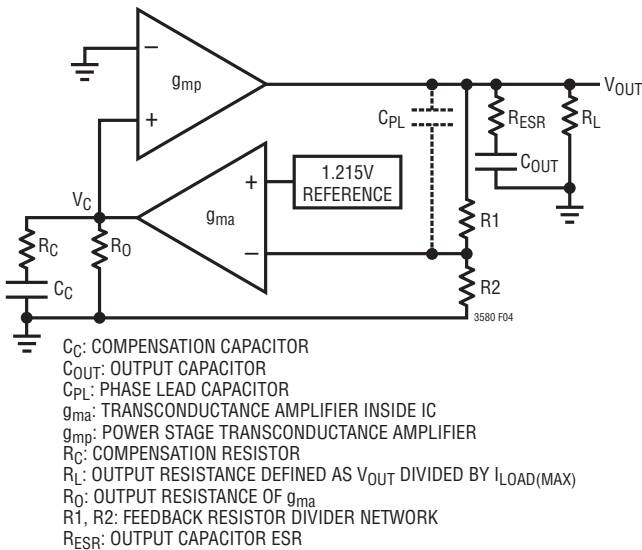 −
gmp
+
VOUT
CPL
RESR
RL
COUT
1.215V
REFERENCE
+
gma
−
VC
RC
RO
CC
R1
R2
3580 F04
CC: COMPENSATION CAPACITOR
COUT: OUTPUT CAPACITOR
CPL: PHASE LEAD CAPACITOR
gma: TRANSCONDUCTANCE AMPLIFIER INSIDE IC
gmp: POWER STAGE TRANSCONDUCTANCE AMPLIFIER
RC: COMPENSATION RESISTOR
RL: OUTPUT RESISTANCE DEFINED AS VOUT DIVIDED BY ILOAD(MAX)
RO: OUTPUT RESISTANCE OF gma
R1, R2: FEEDBACK RESISTOR DIVIDER NETWORK
RESR: OUTPUT CAPACITOR ESR